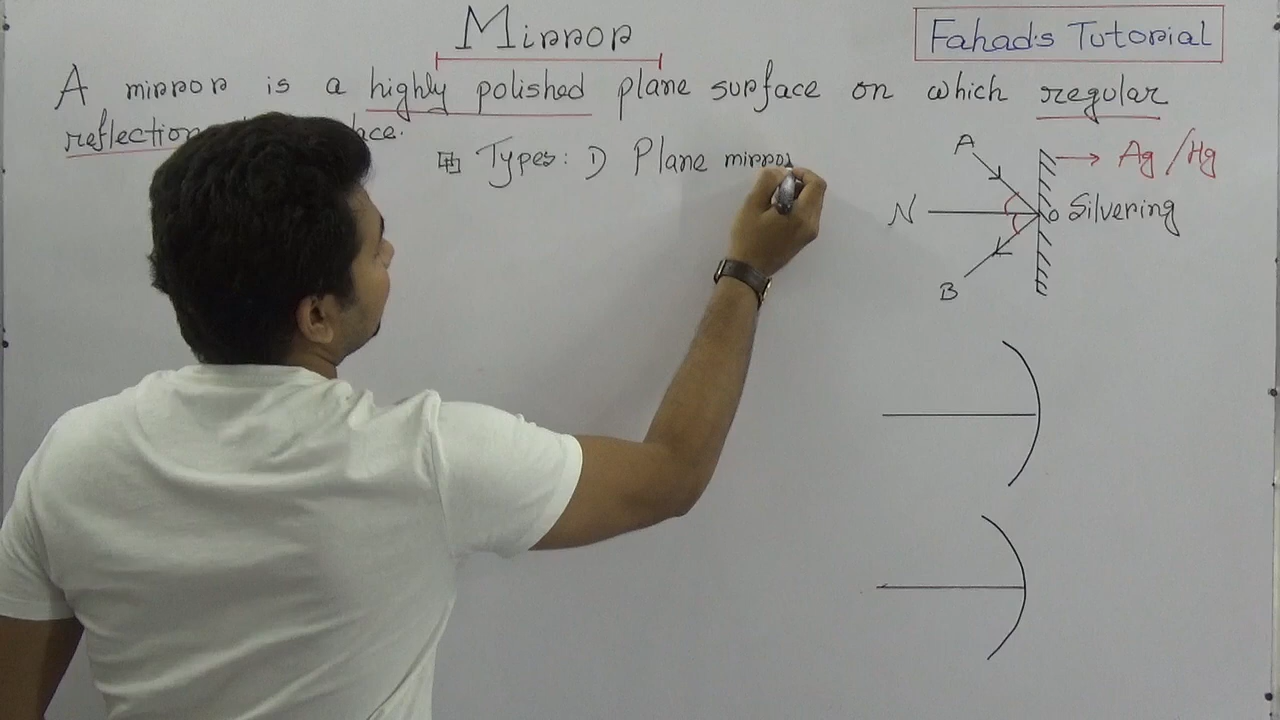 Mirror
Fahad's Tutorial
A mirror is a highly polished plane surface on which regular
reflection
Types: 1) Plane mirror
A
Ag/Hg
N
O
Silvering
B